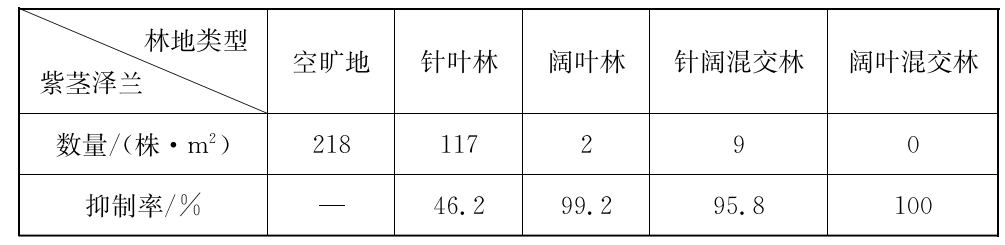 林地类型
紫茎泽兰
空旷地 针叶林 阔叶林 针阔混交林 阔叶混交林
数量/(株·m²) 218 117 2 9 0
抑制率/% — 46.2 99.2 95.8 100